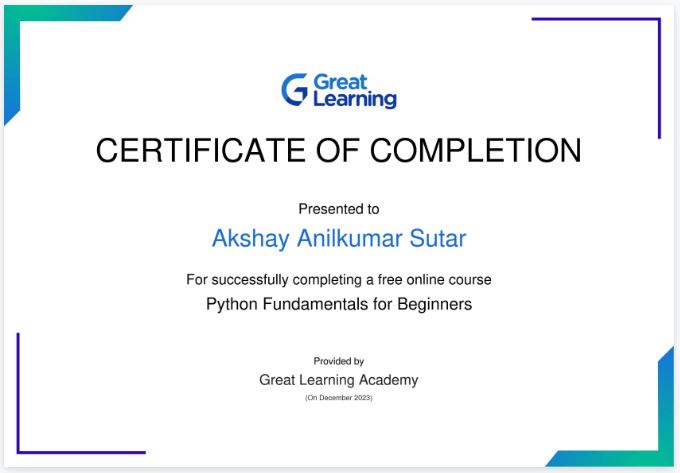 Great
Learning
CERTIFICATE OF COMPLETION
Presented to
Akshay Anilkumar Sutar
For successfully completing a free online course
Python Fundamentals for Beginners
Provided by
Great Learning Academy
(On December 2023)